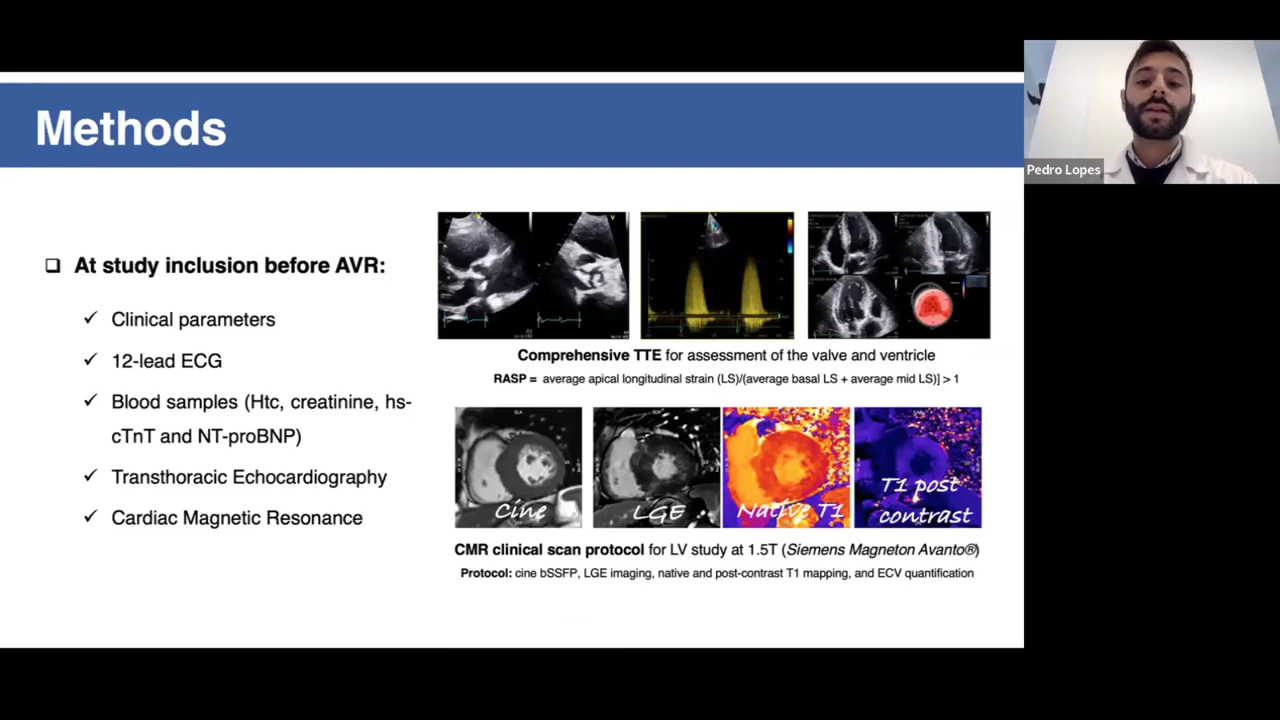 Methods
❑ At study inclusion before AVR:
✓ Clinical parameters
✓ 12-lead ECG
✓ Blood samples (Htc, creatinine, hs-
cTnT and NT-proBNP)
✓ Transthoracic Echocardiography
✓ Cardiac Magnetic Resonance
Comprehensive TTE for assessment of the valve and ventricle
RASP = average apical longitudinal strain (LS)/(average basal LS + average mid LS)] > 1
Cine
LGE
Native T1
T1 post
contrast
CMR clinical scan protocol for LV study at 1.5T (Siemens Magneton Avanto®)
Protocol: cine bSSFP, LGE imaging, native and post-contrast T1 mapping, and ECV quantification
Pedro Lopes